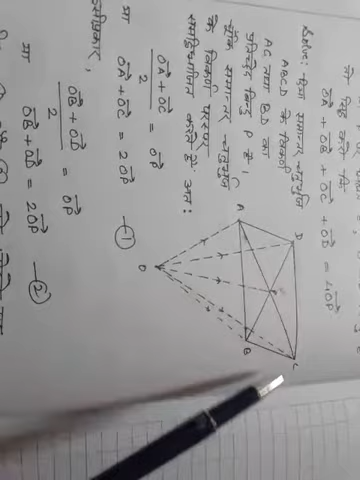 तो सिद्ध करो कि
OA + OB + OC + OD = 4OP
Solve: चूँकि समान्तर चतुर्भुज
ABCD के विकर्ण
AC तथा BD का
प्रतिच्छेद बिन्दु P है,
चूँकि समान्तर चतुर्भुज
के विकर्ण परस्पर
समद्विभाजित करते हैं अतः
OA + OC / 2 = OP
या OA + OC = 2OP —①
इसीप्रकार,
OB + OD / 2 = OP
या OB + OD = 2OP —②
A
D
O
P
B
C